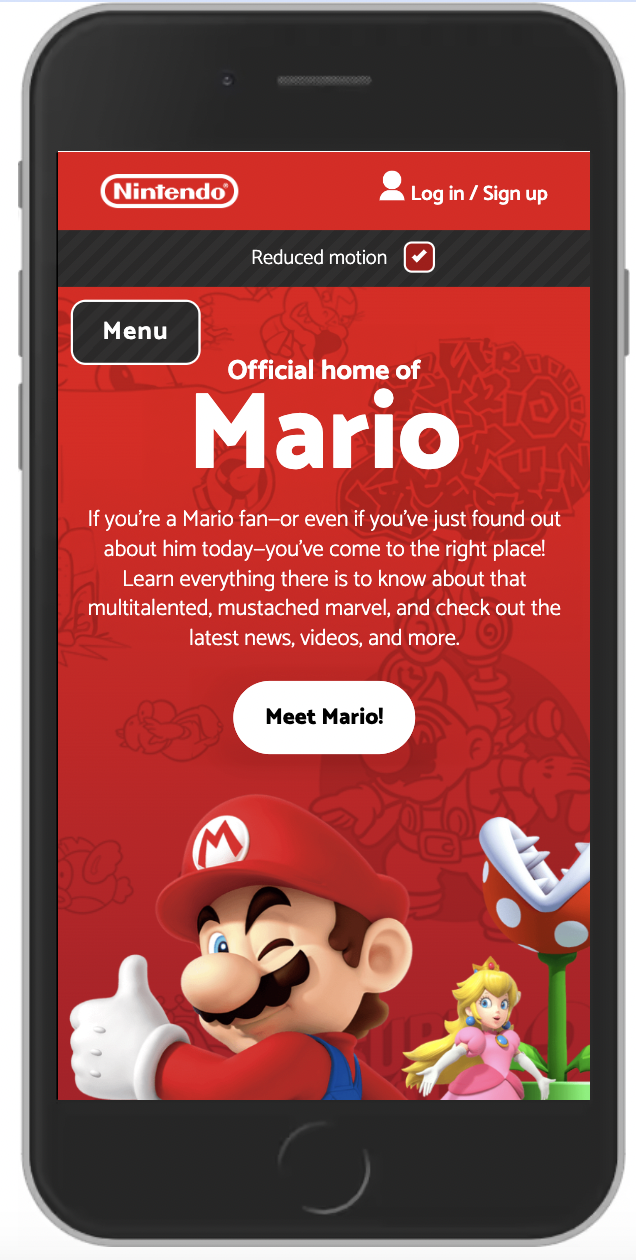 Nintendo®
Log in / Sign up
Reduced motion
Menu
Official home of
Mario
If you're a Mario fan—or even if you've just found out
about him today—you've come to the right place!
Learn everything there is to know about that
multitalented, mustached marvel, and check out the
latest news, videos, and more.
Meet Mario!
M